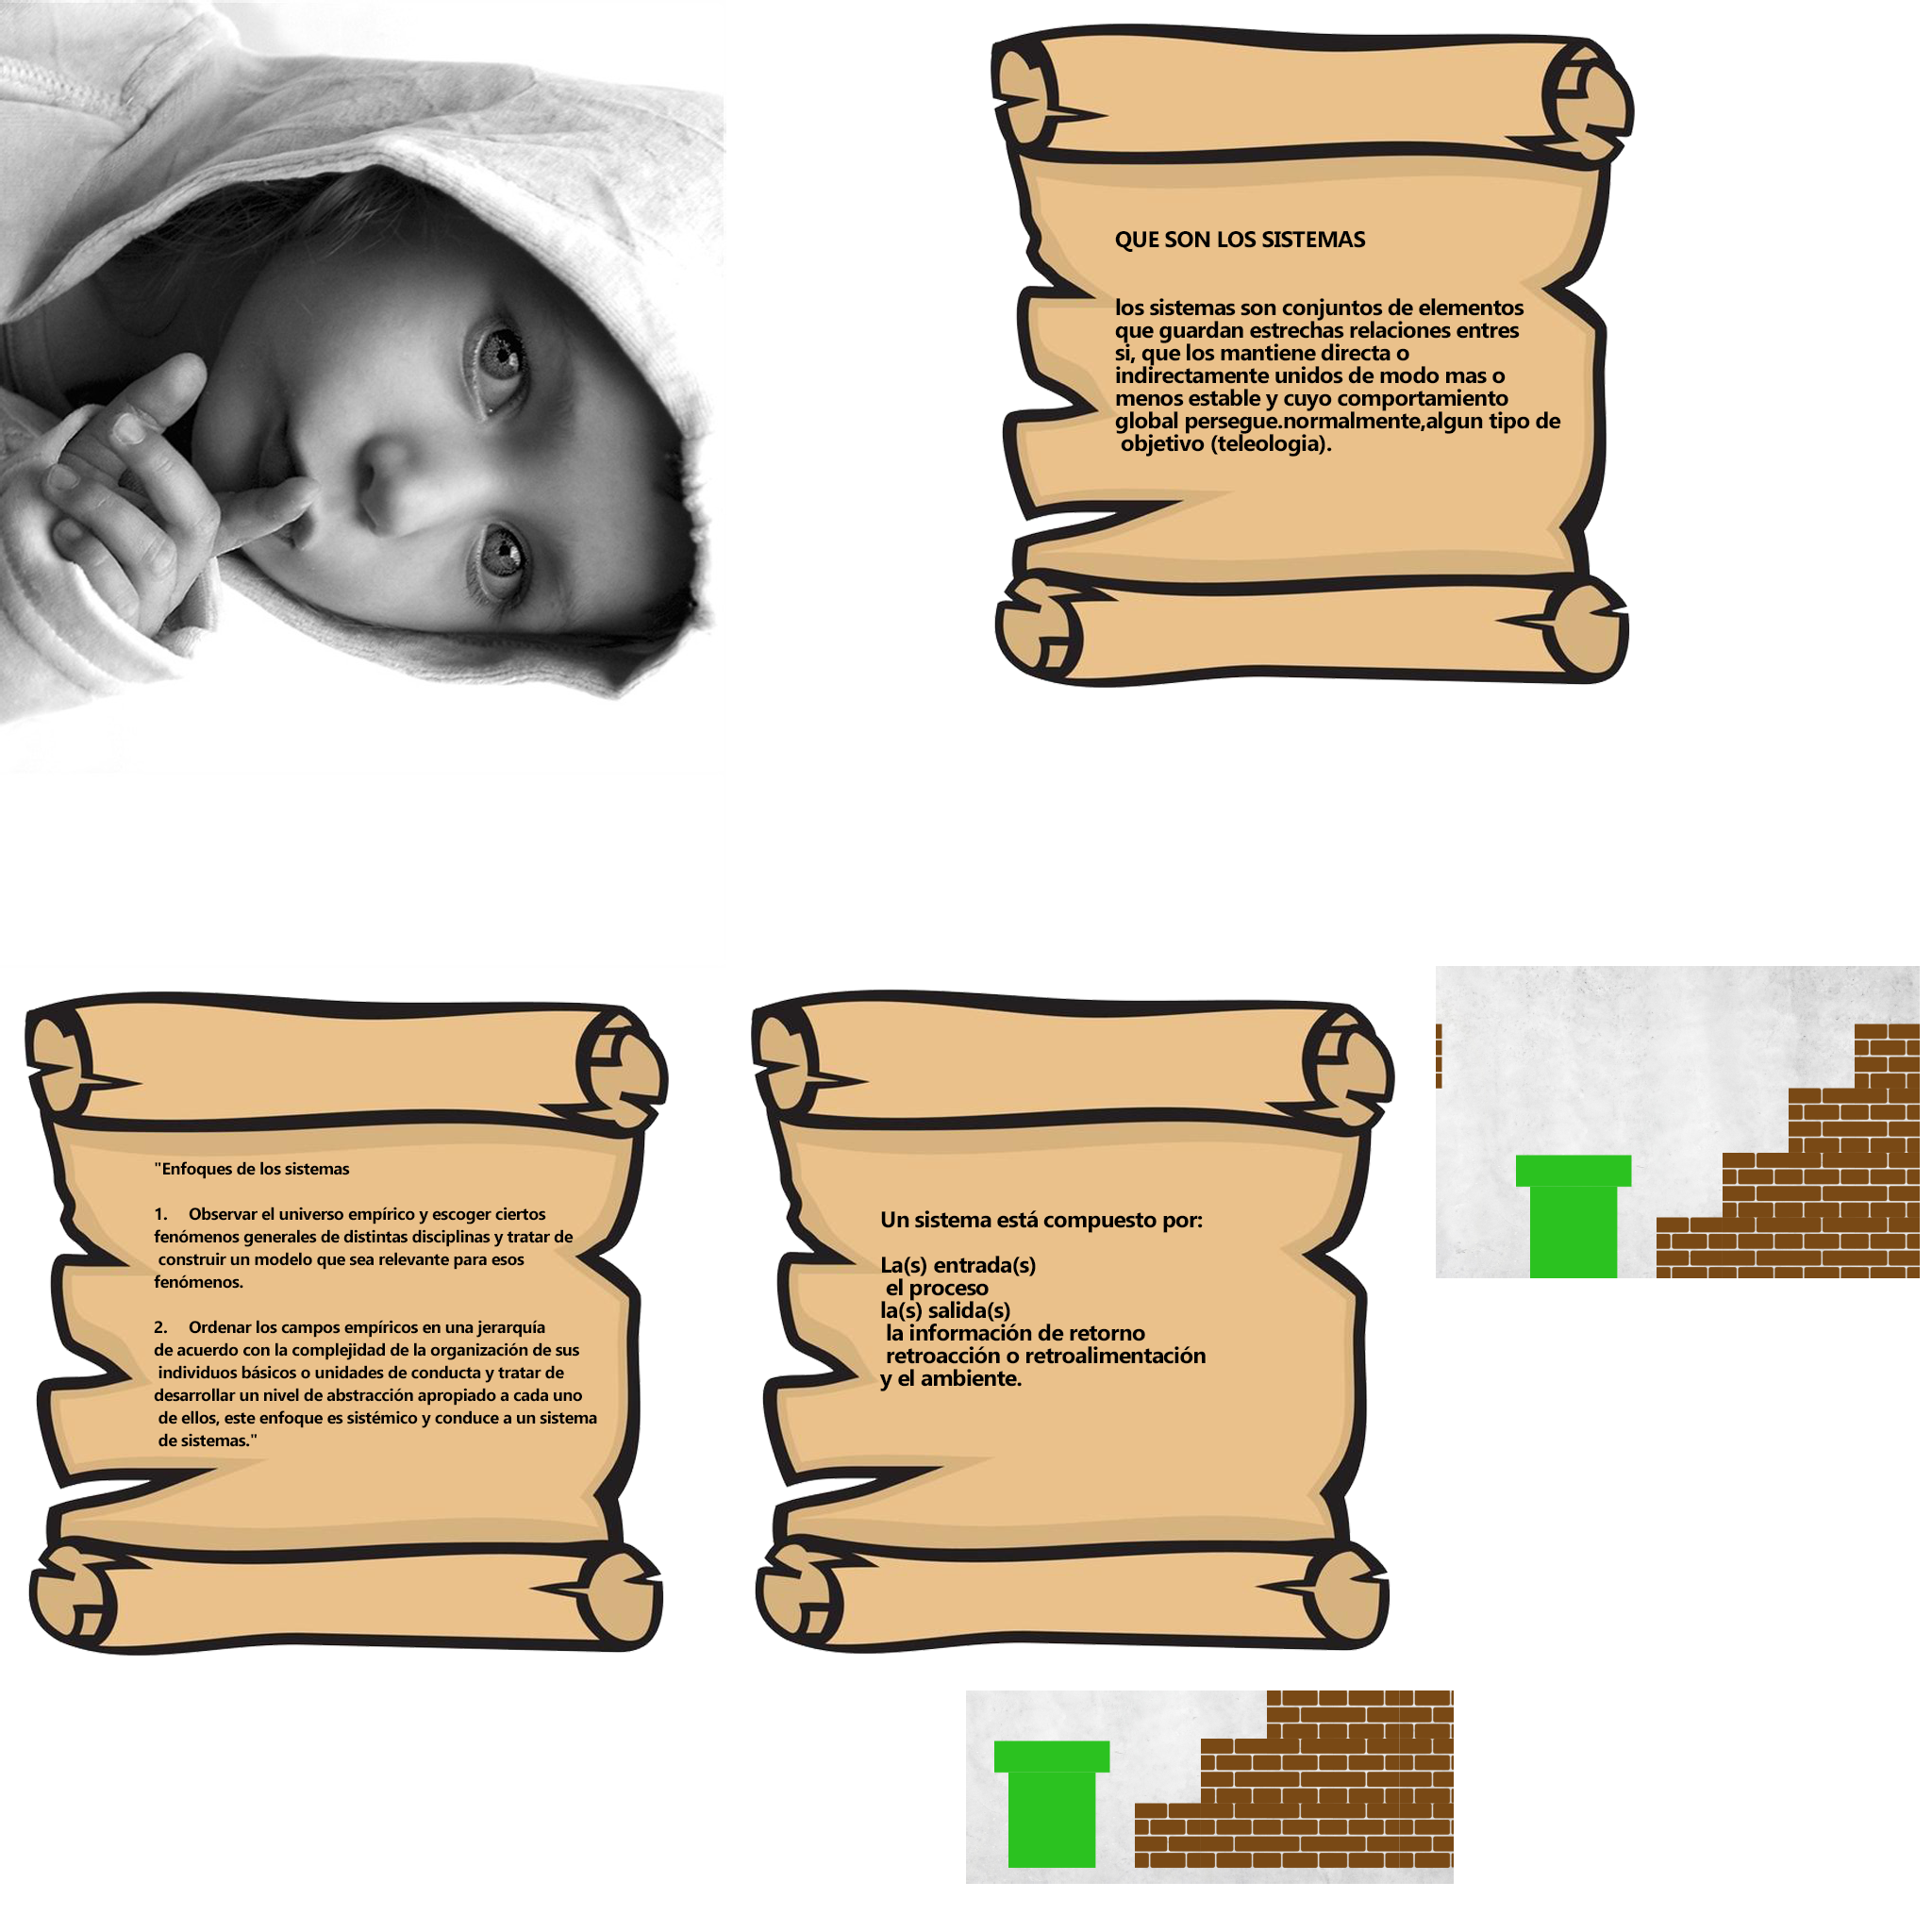 QUE SON LOS SISTEMAS
los sistemas son conjuntos de elementos
que guardan estrechas relaciones entres
si, que los mantiene directa o
indirectamente unidos de modo mas o
menos estable y cuyo comportamiento
global persegue.normalmente,algun tipo de
objetivo (teleologia).
"Enfoques de los sistemas
1. Observar el universo empírico y escoger ciertos
fenómenos generales de distintas disciplinas y tratar de
construir un modelo que sea relevante para esos
fenómenos.
2. Ordenar los campos empíricos en una jerarquía
de acuerdo con la complejidad de la organización de sus
individuos básicos o unidades de conducta y tratar de
desarrollar un nivel de abstracción apropiado a cada uno
de ellos, este enfoque es sistémico y conduce a un sistema
de sistemas."
Un sistema está compuesto por:
La(s) entrada(s)
el proceso
la(s) salida(s)
la información de retorno
retroacción o retroalimentación
y el ambiente.